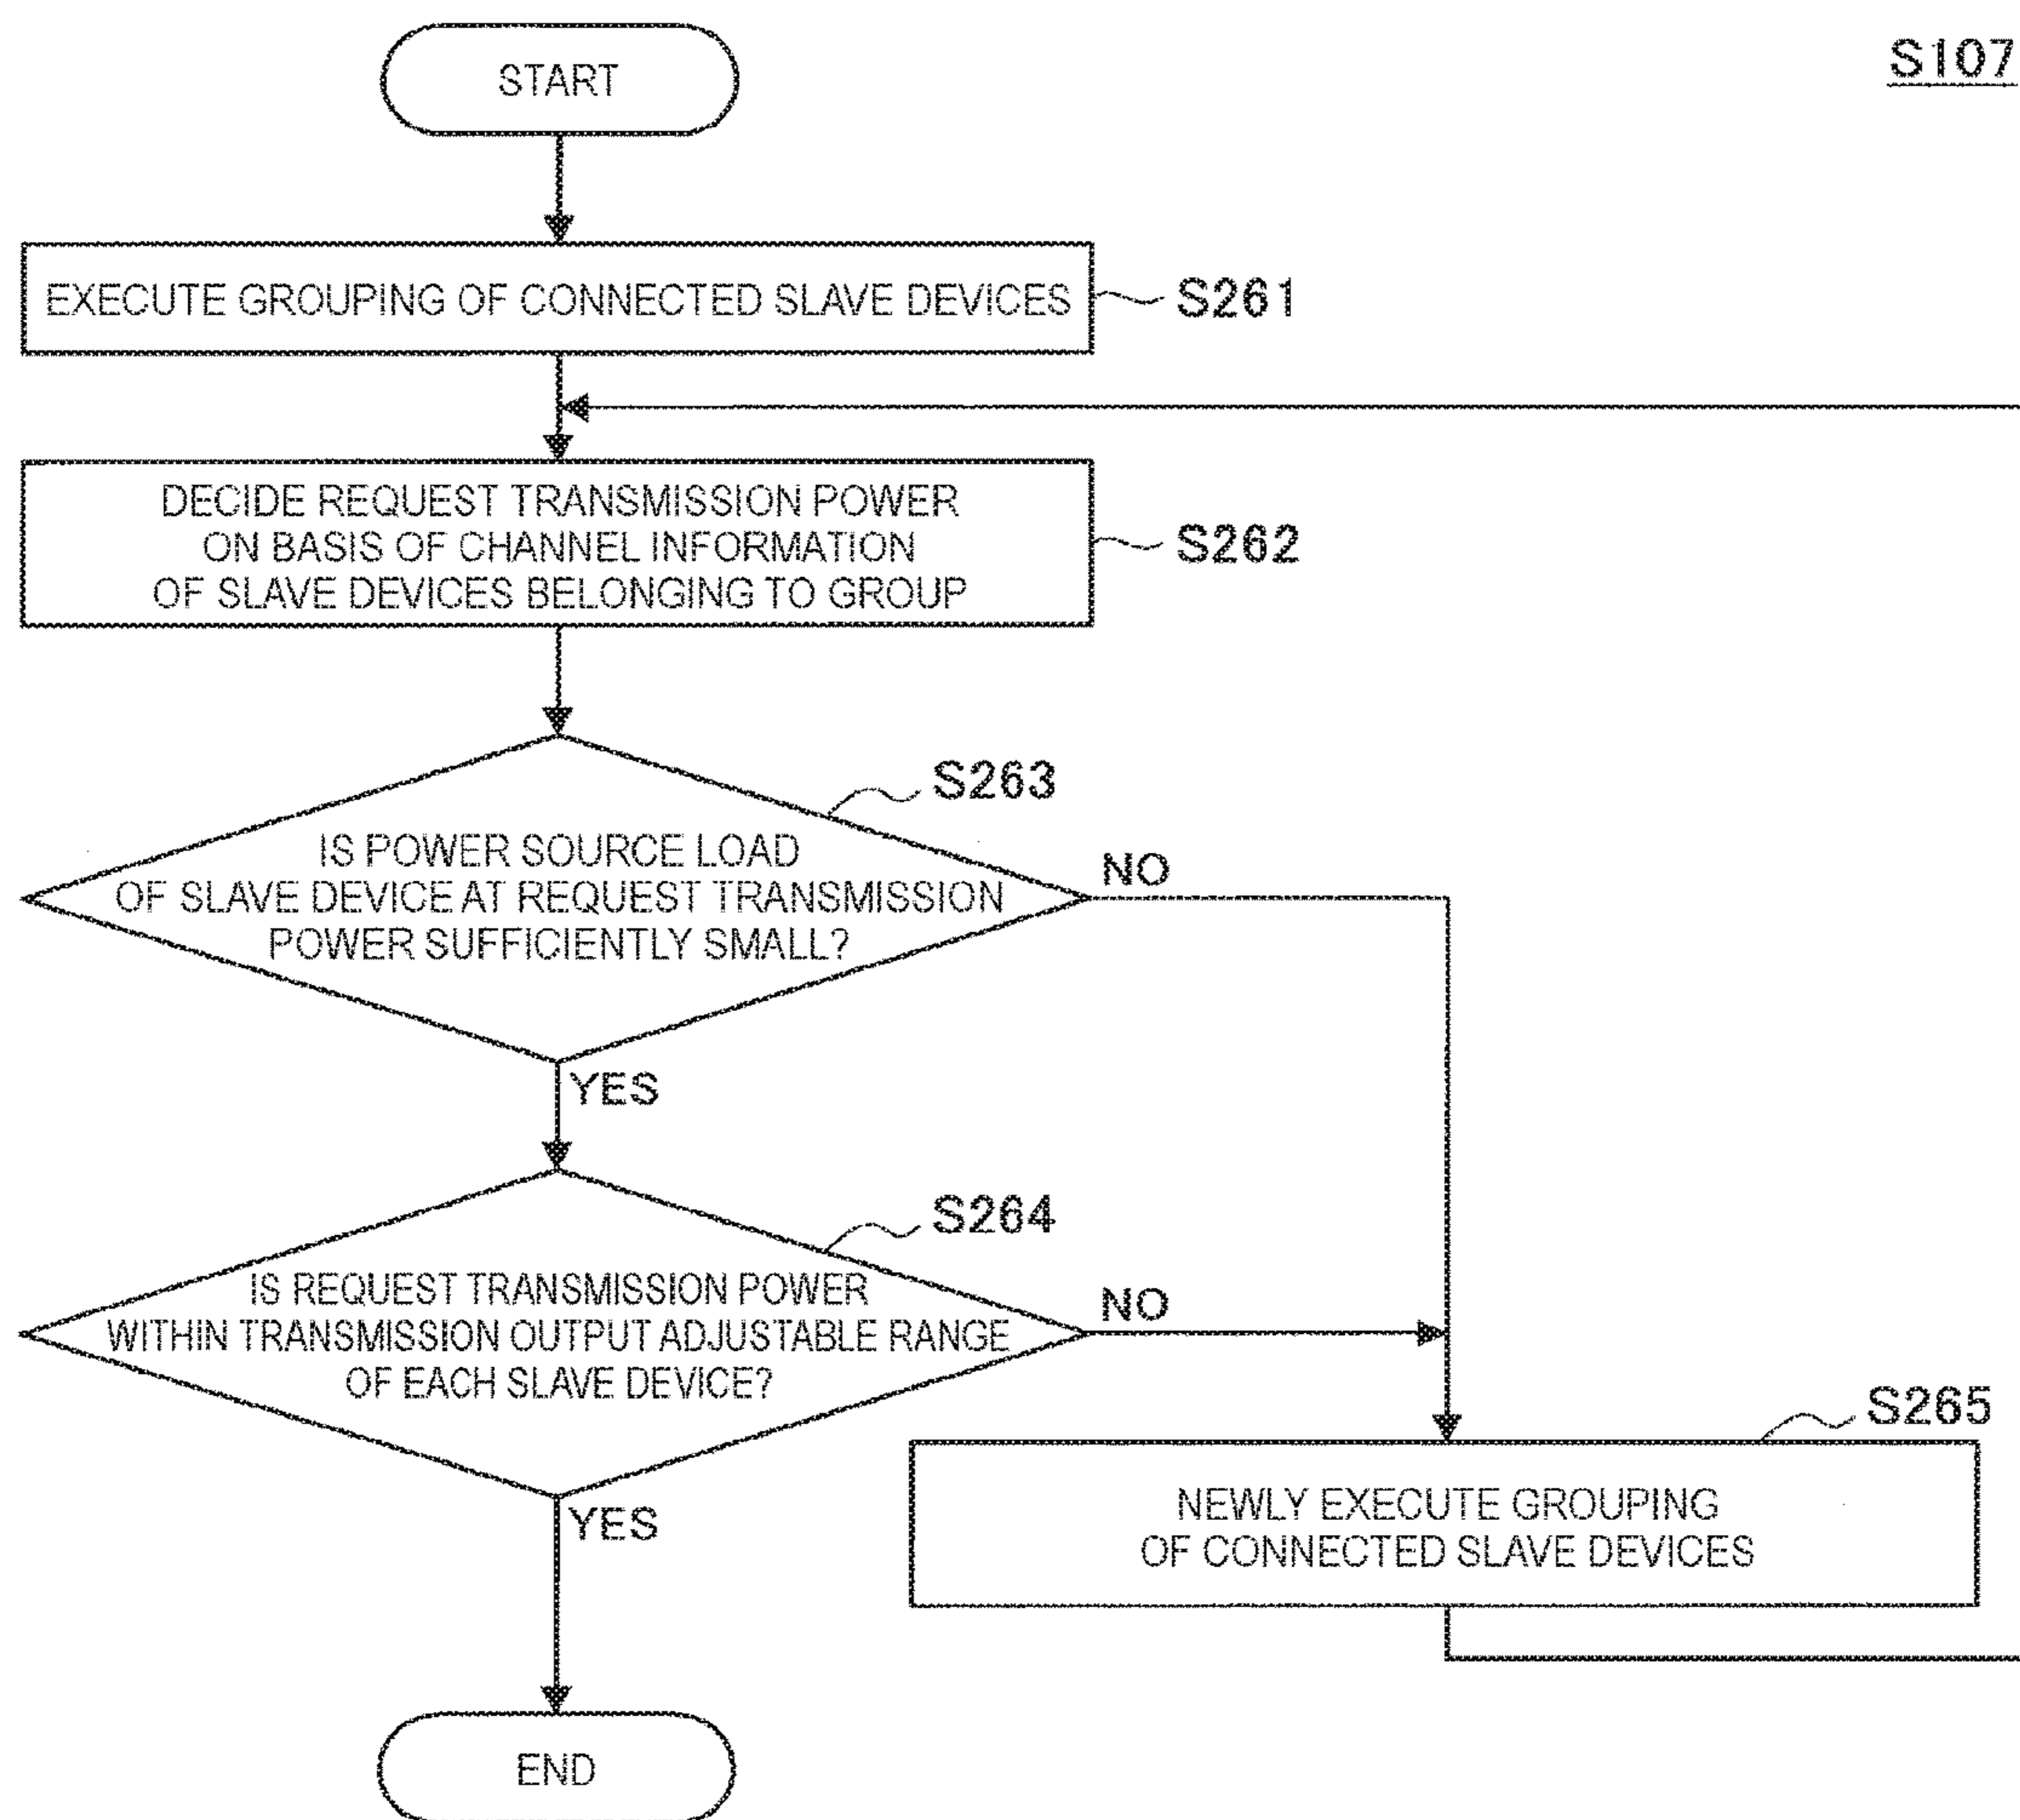 S107
START
EXECUTE GROUPING OF CONNECTED SLAVE DEVICES
S261
DECIDE REQUEST TRANSMISSION POWER
ON BASIS OF CHANNEL INFORMATION
OF SLAVE DEVICES BELONGING TO GROUP
S262
S263
IS POWER SOURCE LOAD
OF SLAVE DEVICE AT REQUEST TRANSMISSION
POWER SUFFICIENTLY SMALL?
NO
YES
S264
IS REQUEST TRANSMISSION POWER
WITHIN TRANSMISSION OUTPUT ADJUSTABLE RANGE
OF EACH SLAVE DEVICE?
NO
YES
S265
NEWLY EXECUTE GROUPING
OF CONNECTED SLAVE DEVICES
END